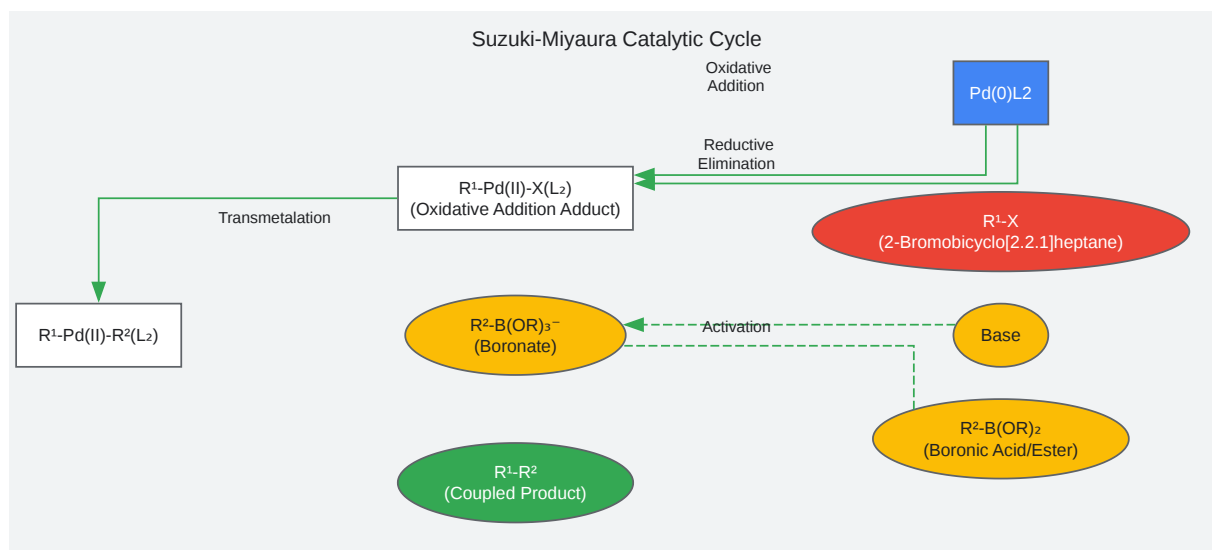 Suzuki-Miyaura Catalytic Cycle
Oxidative
Addition
Pd(0)L2
Reductive
Elimination
R¹-Pd(II)-X(L₂)
(Oxidative Addition Adduct)
Transmetalation
R¹-X
(2-Bromobicyclo[2.2.1]heptane)
R¹-Pd(II)-R²(L₂)
R²-B(OR)₃⁻
(Boronate)
Activation
Base
R²-B(OR)₂
(Boronic Acid/Ester)
R¹-R²
(Coupled Product)